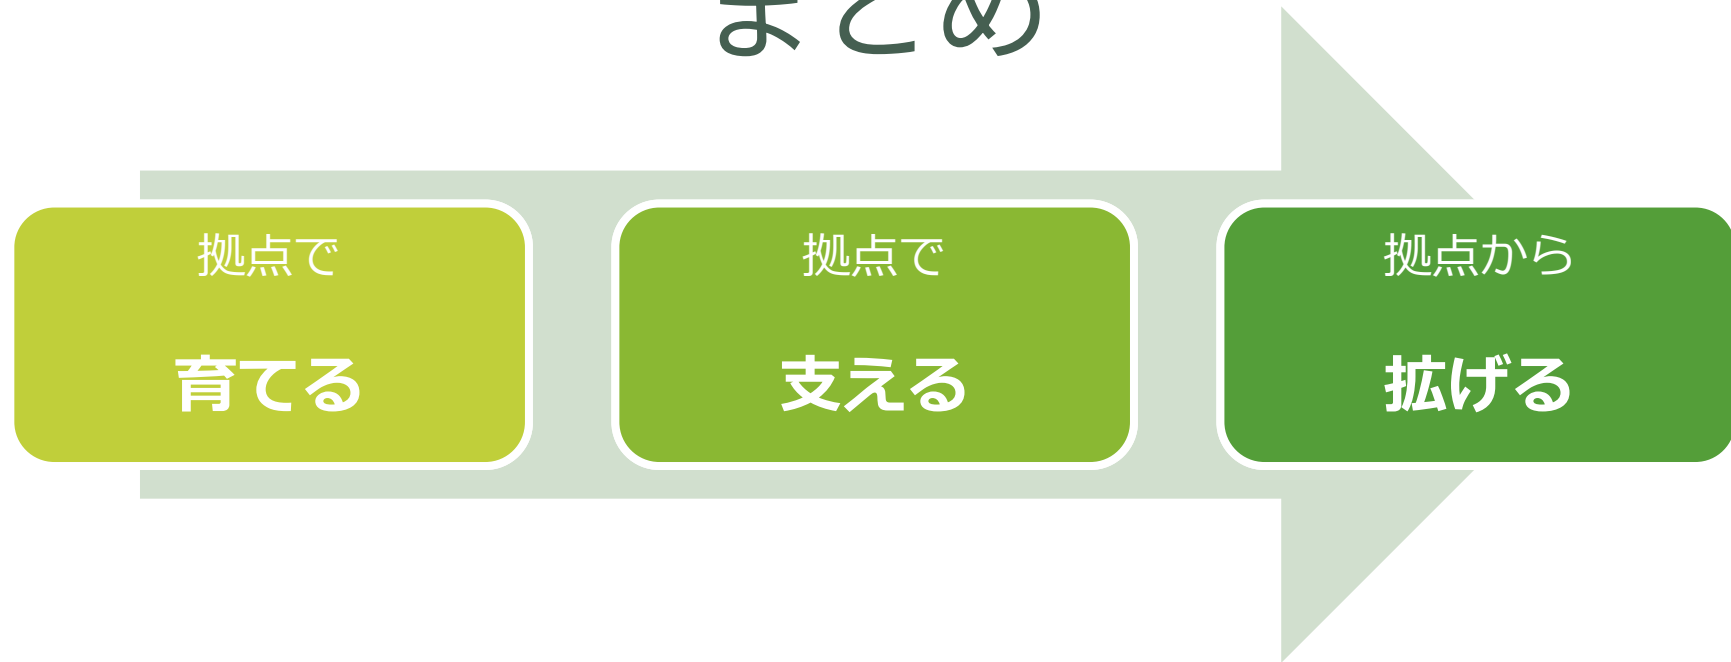 まとめ
拠点で
育てる
拠点で
支える
拠点から
拡げる